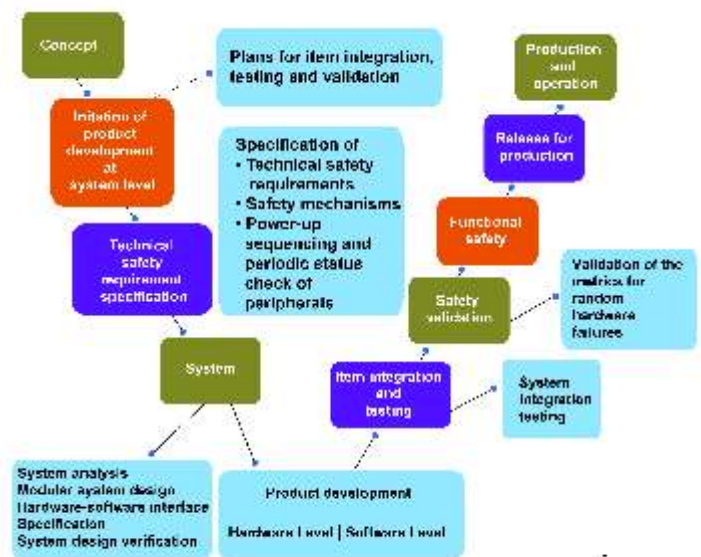 Concept
Initation of
product
development
at
system level
Plans for item integration,
testing and validation
Specification of
• Technical safety
requirements
• Safety mechanisms
• Power-up
sequencing and
periodic status
check of
peripherals
Technical
safety
requirement
specification
System
System analysis
Modular system design
Hardware-software interface
Specification
System design verification
Product development
Hardware Level | Software Level
Item integration
and
testing
System
integration
testing
Safety
validation
Validation of the
metrics for
random
hardware
failures
Functional
safety
Release for
production
Production
and
operation